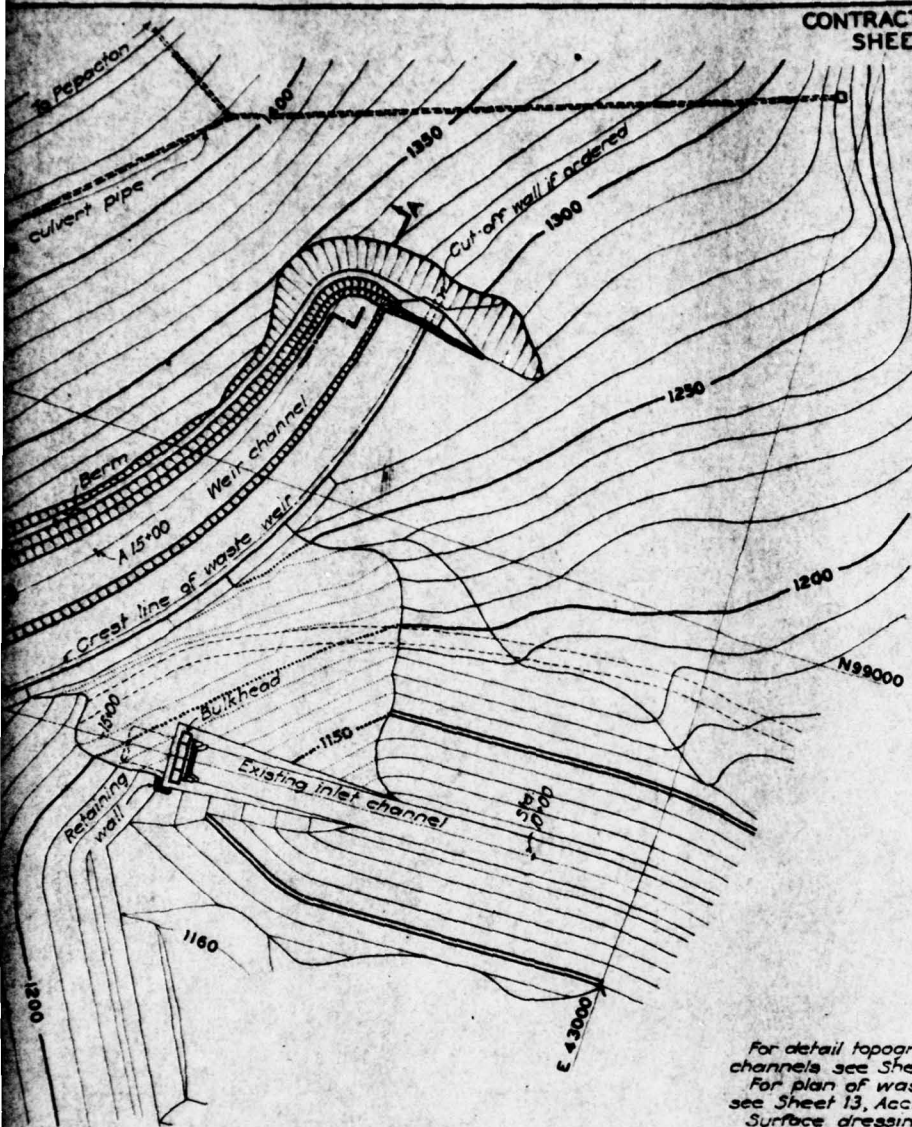 CONTRACT
SHEE
To Pepacton
1350
culvert pipe
Cut-off wall if ordered
A
1300
1250
Berm
Weir channel
A 15+00
Crest line of waste weir
1200
N99000
Bulkhead
1150
Existing inlet channel
Sta.
Retaining
wall
1160
1200
E 43000
For detail topogr
channels see She
For plan of was
see Sheet 13, Acc.
Surface dressin